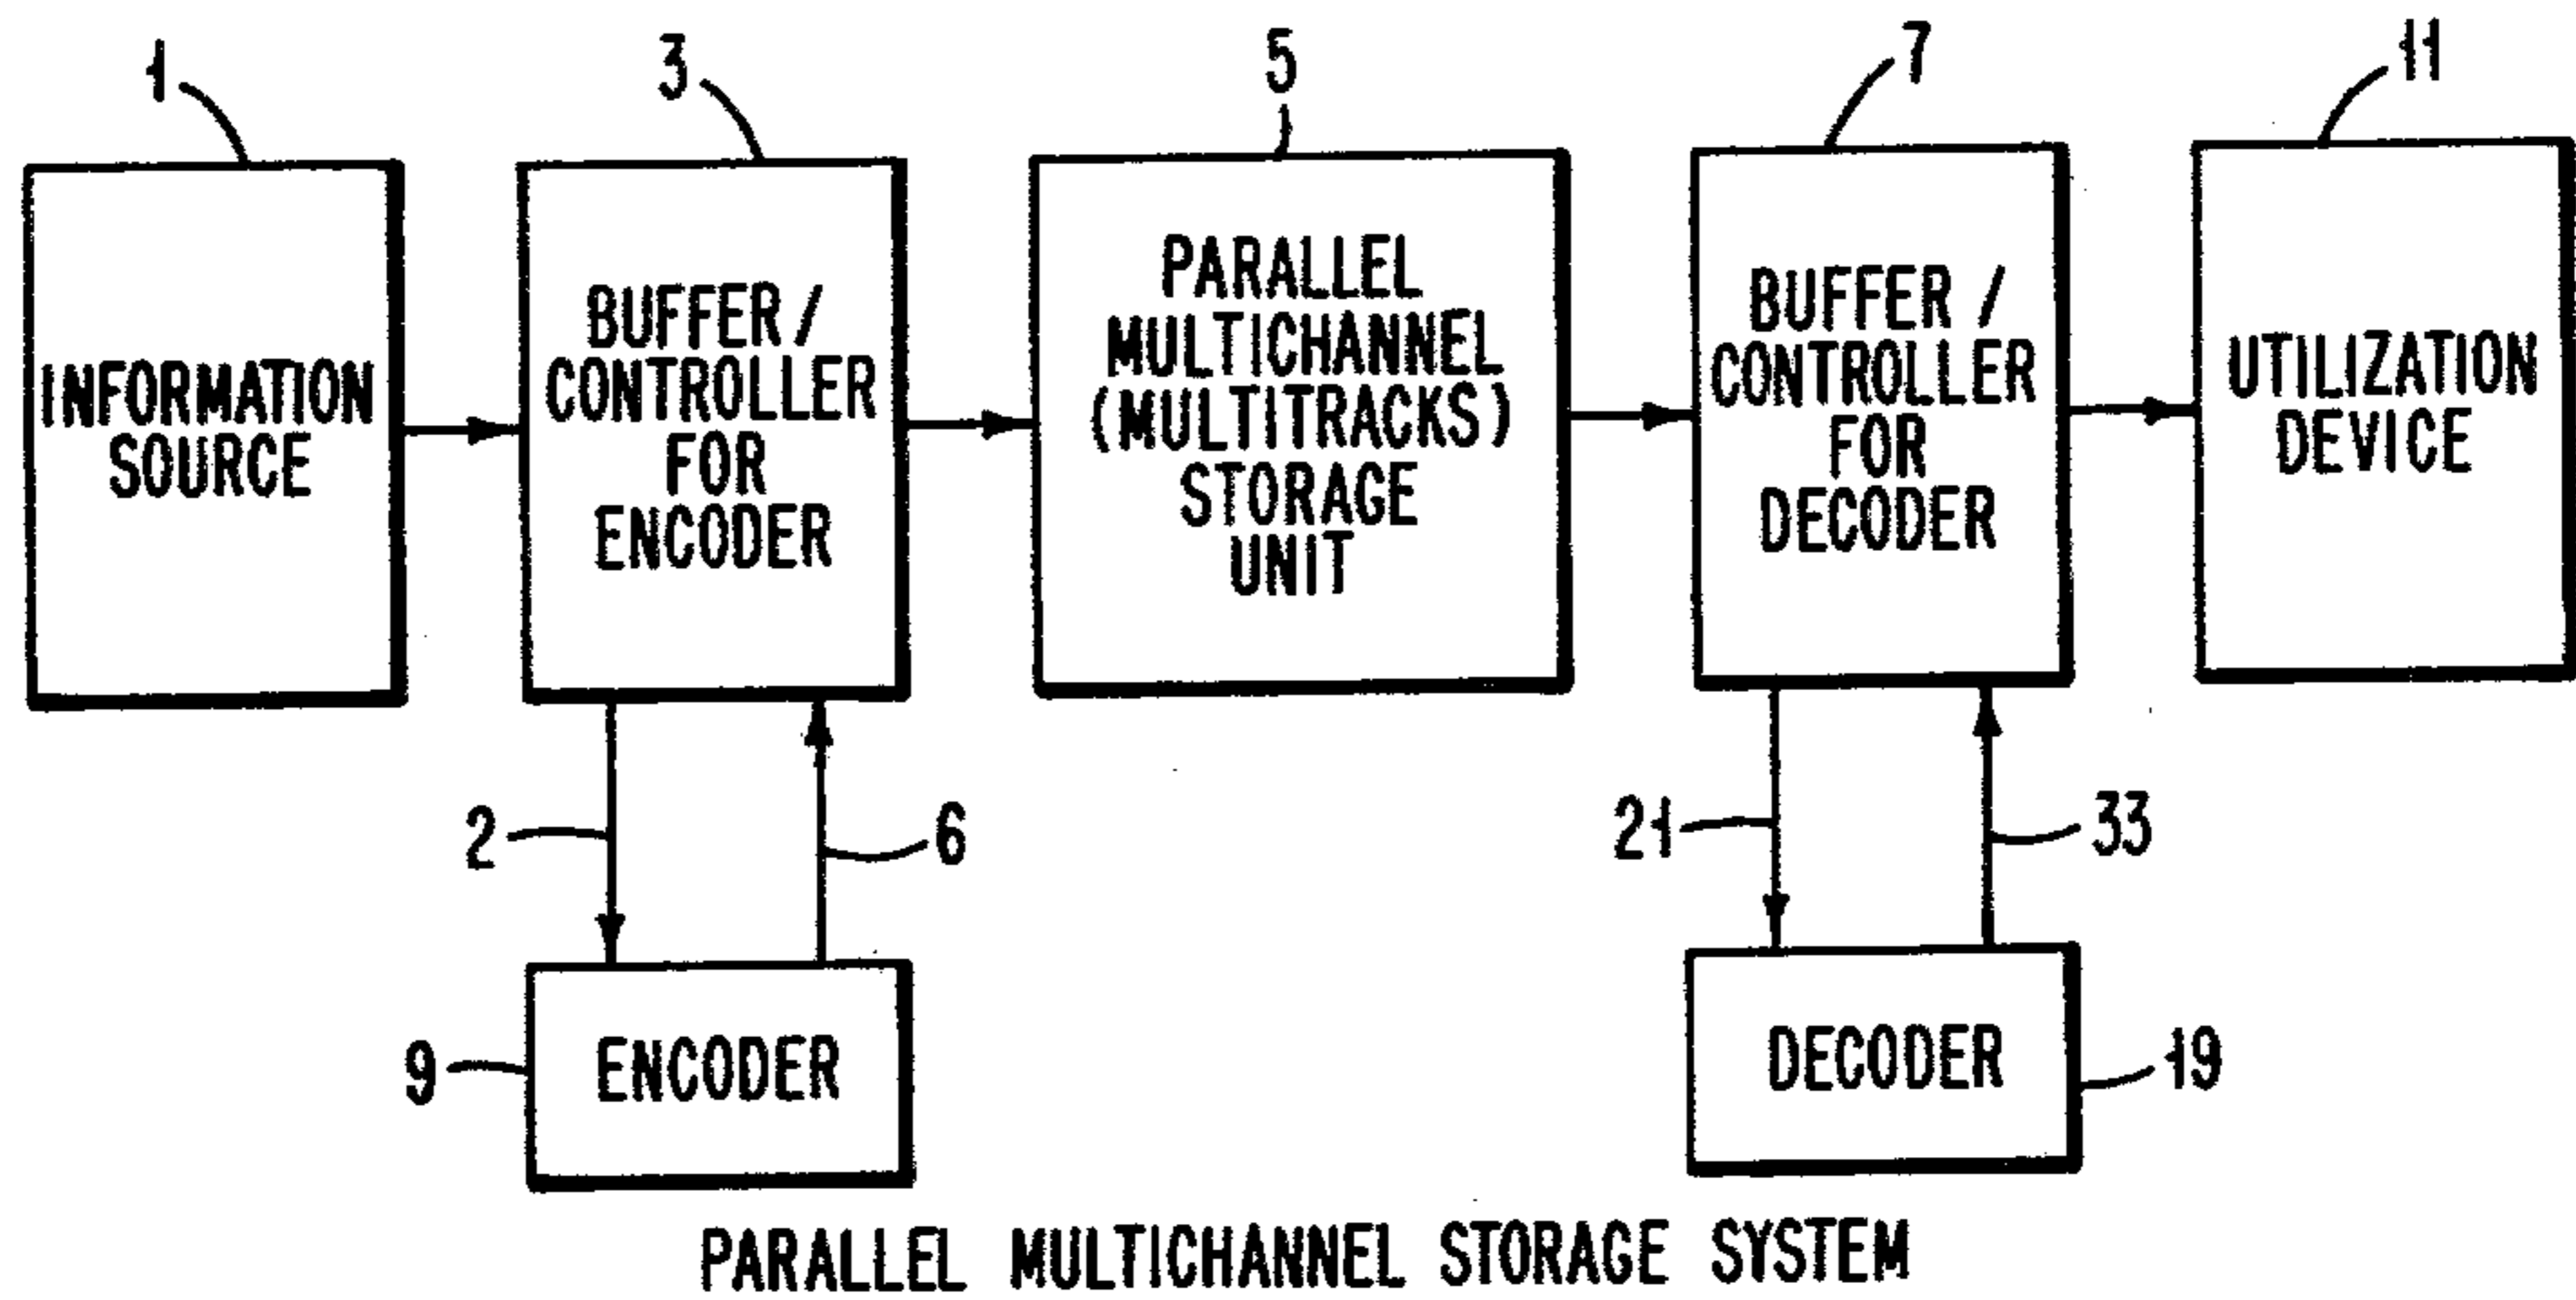 1
3
5
7
11
INFORMATION
SOURCE
BUFFER/
CONTROLLER
FOR
ENCODER
PARALLEL
MULTICHANNEL
(MULTITRACKS)
STORAGE
UNIT
BUFFER /
CONTROLLER
FOR
DECODER
UTILIZATION
DEVICE
2
6
21
33
9
ENCODER
DECODER
19
PARALLEL MULTICHANNEL STORAGE SYSTEM